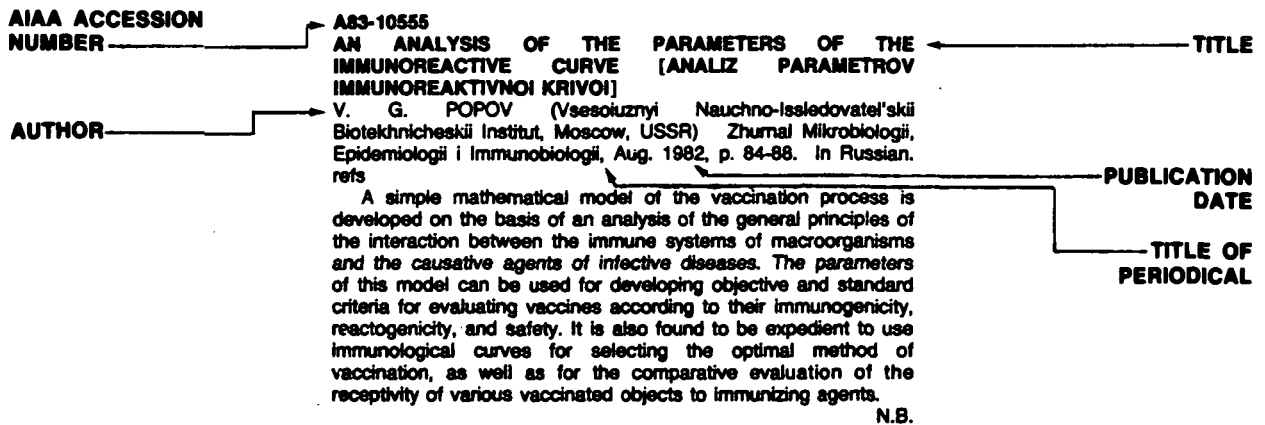 AIAA ACCESSION
NUMBER
A83-10555
AN ANALYSIS OF THE PARAMETERS OF THE
IMMUNOREACTIVE CURVE [ANALIZ PARAMETROV
IMMUNOREAKTIVNOI KRIVOI]
TITLE
AUTHOR
V. G. POPOV (Vsesoiuznyi Nauchno-Issledovatel'skii
Biotekhnicheskii Institut, Moscow, USSR) Zhurnal Mikrobiologii,
Epidemiologii i Immunobiologii, Aug. 1982, p. 84-88. In Russian.
refs
PUBLICATION
DATE
TITLE OF
PERIODICAL
A simple mathematical model of the vaccination process is
developed on the basis of an analysis of the general principles of
the interaction between the immune systems of macroorganisms
and the causative agents of infective diseases. The parameters
of this model can be used for developing objective and standard
criteria for evaluating vaccines according to their immunogenicity,
reactogenicity, and safety. It is also found to be expedient to use
immunological curves for selecting the optimal method of
vaccination, as well as for the comparative evaluation of the
receptivity of various vaccinated objects to immunizing agents.
N.B.